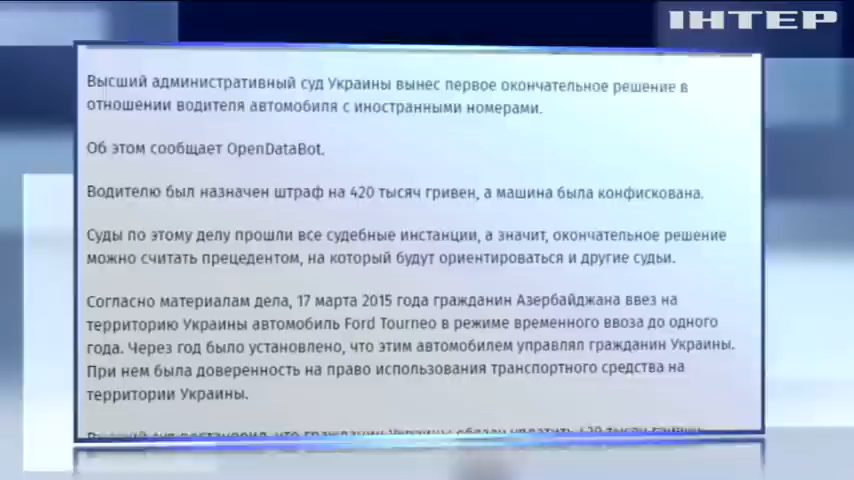 ІНТЕР
Высший административный суд Украины вынес первое окончательное решение в
отношении водителя автомобиля с иностранными номерами.
Об этом сообщает OpenDataBot.
Водителю был назначен штраф на 420 тысяч гривен, а машина была конфискована.
Суды по этому делу прошли все судебные инстанции, а значит, окончательное решение
можно считать прецедентом, на который будут ориентироваться и другие судьи.
Согласно материалам дела, 17 марта 2015 года гражданин Азербайджана ввез на
территорию Украины автомобиль Ford Tourneo в режиме временного ввоза до одного
года. Через год было установлено, что этим автомобилем управлял гражданин Украины.
При нем была доверенность на право использования транспортного средства на
территории Украины.